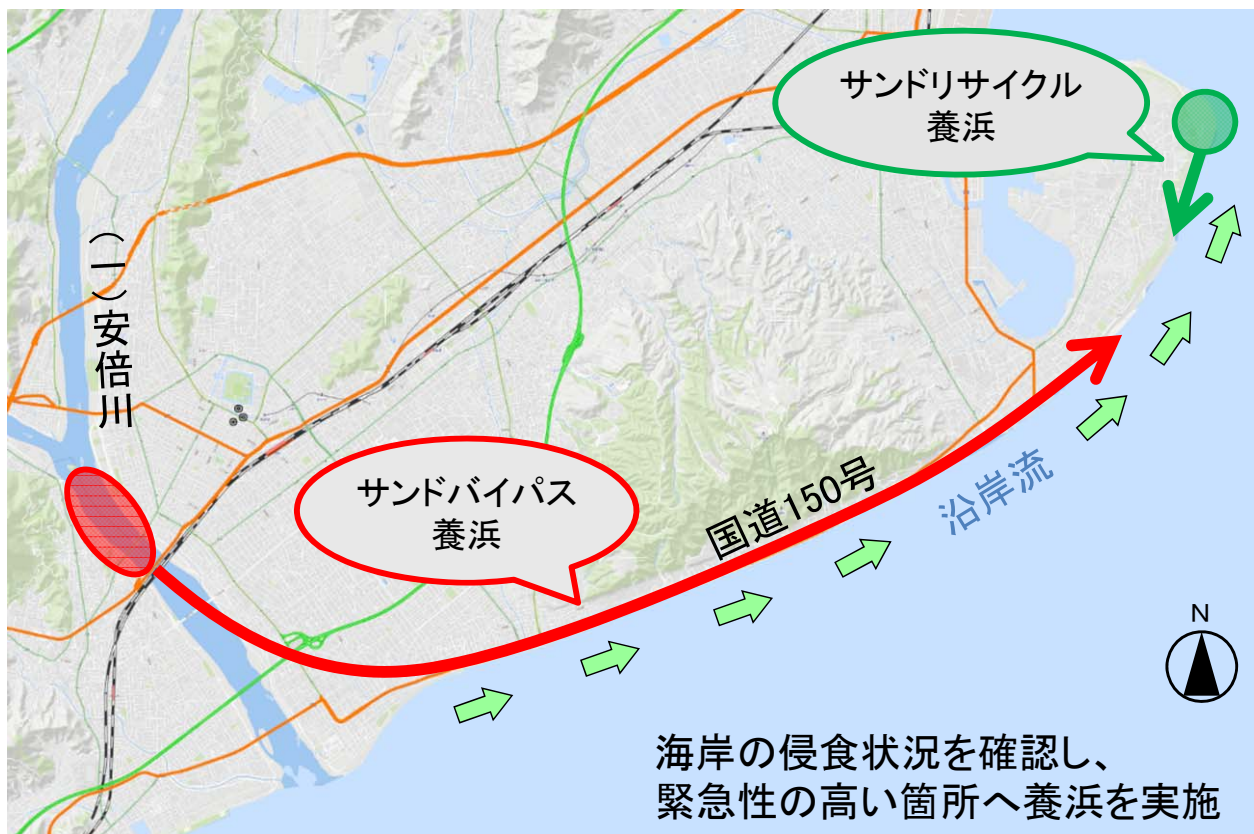 サンドリサイクル
養浜
(一)安倍川
サンドバイパス
養浜
国道150号
沿岸流
N
海岸の侵食状況を確認し、
緊急性の高い箇所へ養浜を実施